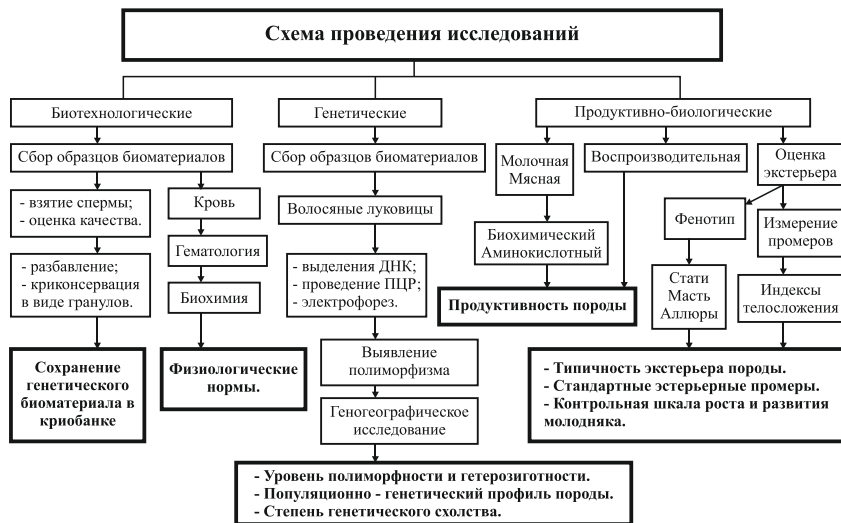 Схема проведения исследований
Биотехнологические
Генетические
Продуктивно-биологические
Сбор образцов биоматериалов
Сбор образцов биоматериалов
Молочная
Мясная
Воспроизводительная
Оценка
экстерьера
- взятие спермы;
- оценка качества.
Кровь
Волосяные луковицы
Фенотип
Измерение
промеров
Гематология
Биохимический
Аминокислотный
- разбавление;
- криконсервация
в виде гранулов.
- выделения ДНК;
- проведение ПЦР;
- электрофорез.
Стати
Масть
Аллюры
Индексы
телосложения
Биохимия
Продуктивность породы
Сохранение
генетического
биоматериала в
криобанке
Физиологические
нормы.
Выявление
полиморфизма
- Типичность экстерьера породы.
- Стандартные эстерьерные промеры.
- Контрольная шкала роста и развития
молодняка.
Геногеографическое
исследование
- Уровень полиморфности и гетерозиготности.
- Популяционно - генетический профиль породы.
- Степень генетического схолства.